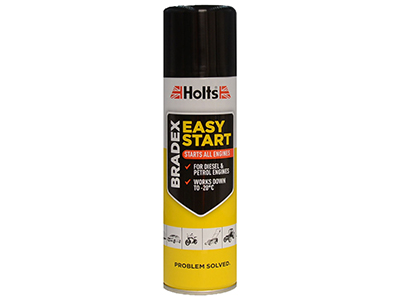 Holts
BRADEX
EASY
START
STARTS ALL ENGINES
FOR DIESEL &
PETROL ENGINES
WORKS DOWN
TO -20°C
PROBLEM SOLVED.